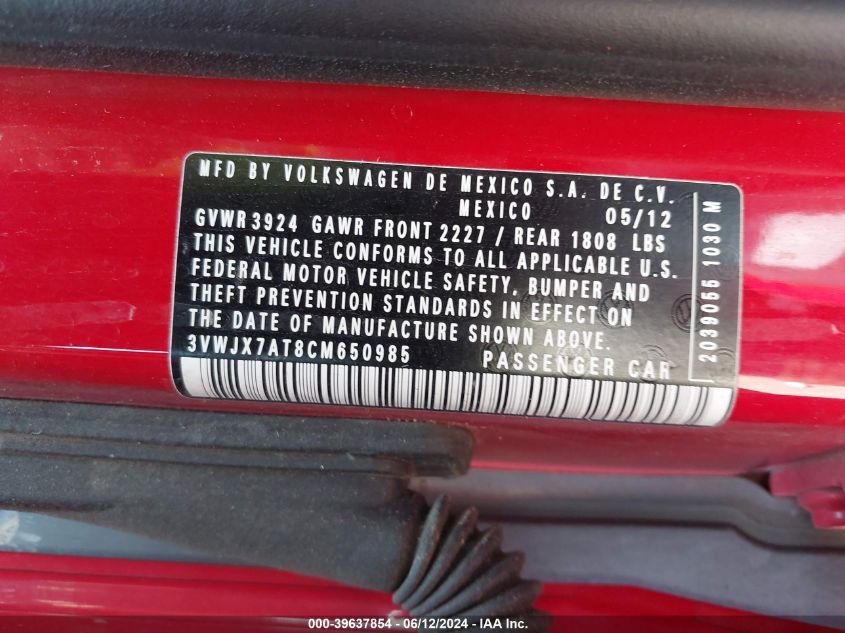 MFD BY VOLKSWAGEN DE MEXICO S.A. DE C.V.
MEXICO 05/12
GVWR 3924 GAWR FRONT 2227 / REAR 1808 LBS
THIS VEHICLE CONFORMS TO ALL APPLICABLE U.S.
FEDERAL MOTOR VEHICLE SAFETY, BUMPER AND
THEFT PREVENTION STANDARDS IN EFFECT ON
THE DATE OF MANUFACTURE SHOWN ABOVE.
3VWJX7AT8CM650985 PASSENGER CAR
2039055 1030 M
000-39637854 - 06/12/2024 - IAA Inc.